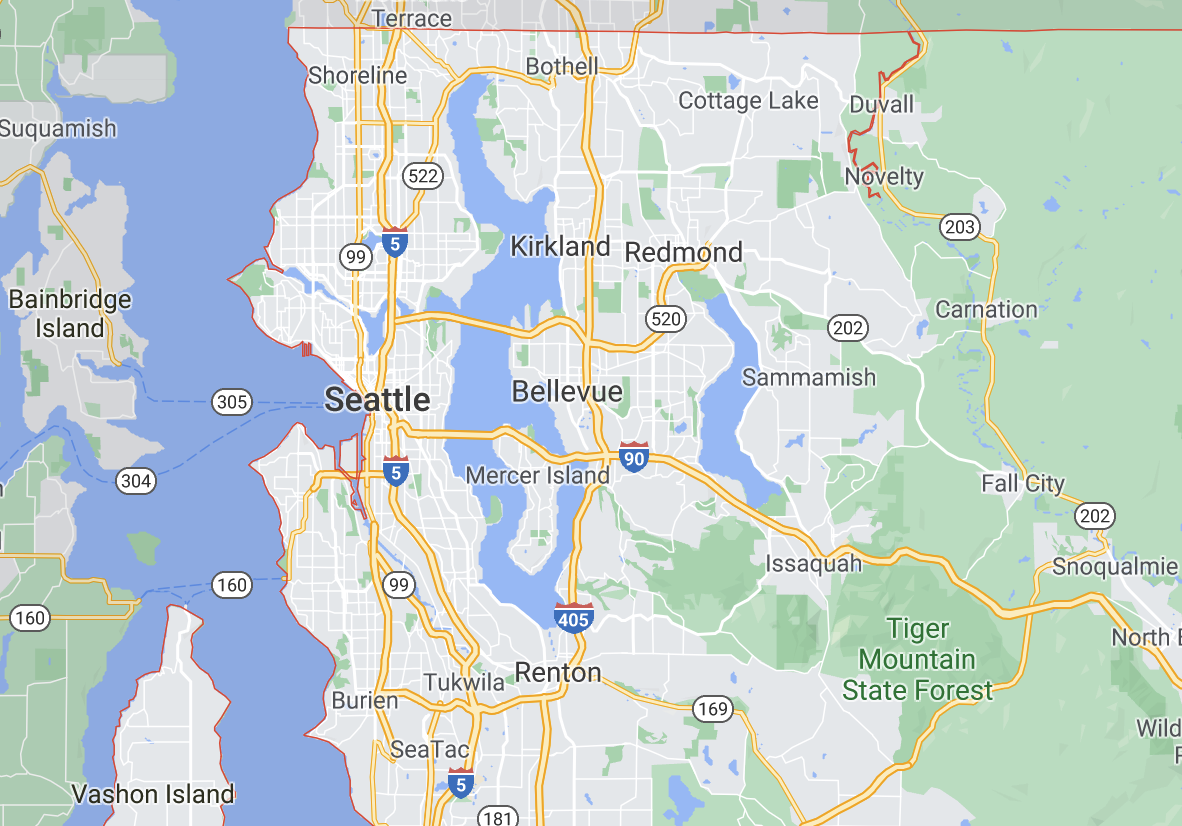 Terrace
Shoreline
Bothell
Cottage Lake
Duvall
Suquamish
522
Novelty
203
5
99
Kirkland
Redmond
Bainbridge
Island
520
202
Carnation
Sammamish
305
Seattle
Bellevue
90
5
304
Mercer Island
Fall City
202
Issaquah
Snoqualmie
160
99
160
405
Tiger
Mountain
State Forest
North
Renton
Tukwila
Burien
169
SeaTac
Wild
5
Vashon Island
181